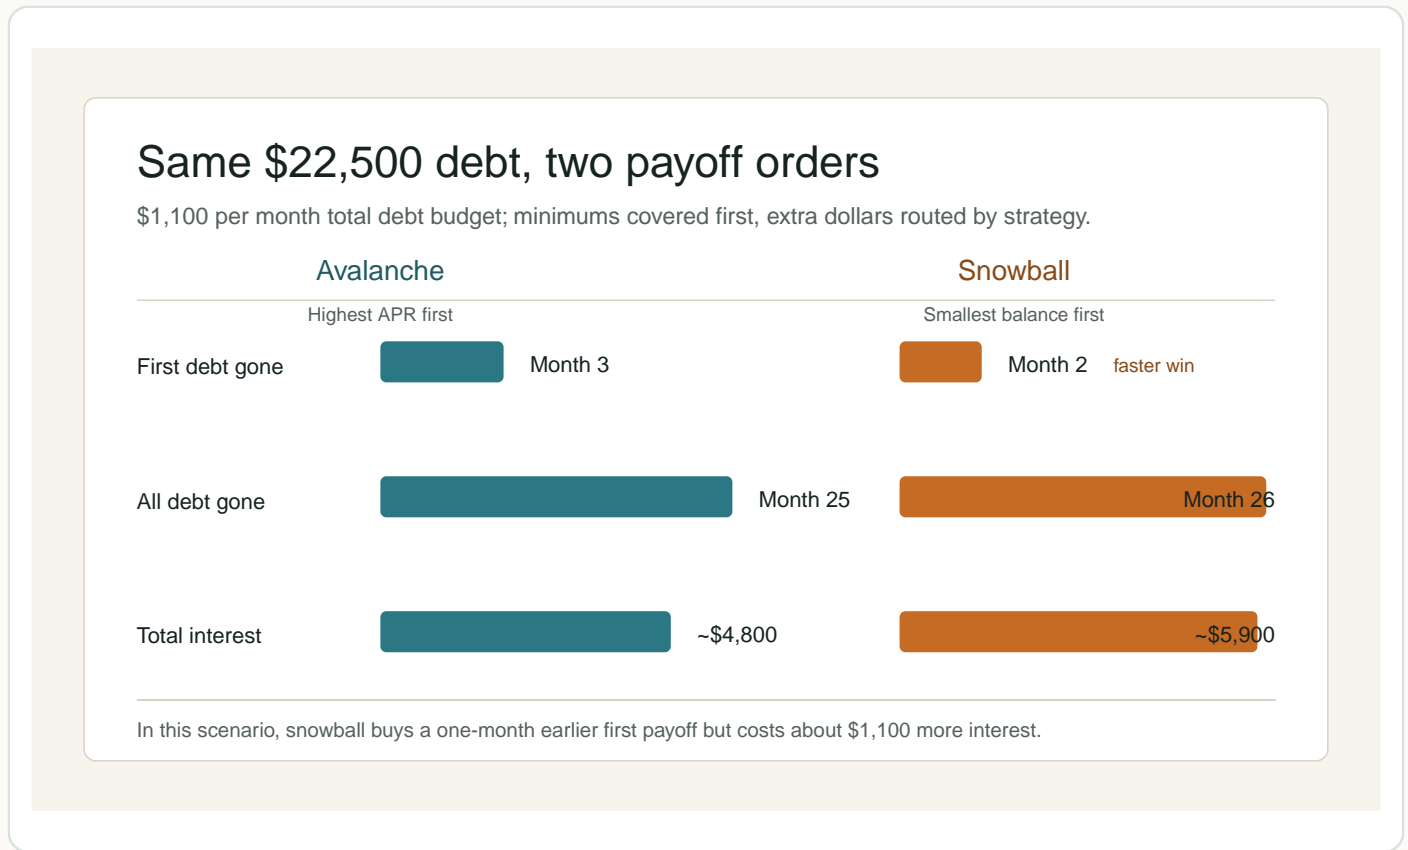 Same $22,500 debt, two payoff orders
$1,100 per month total debt budget; minimums covered first, extra dollars routed by strategy.
Avalanche
Snowball
Highest APR first
Smallest balance first
First debt gone
Month 3
Month 2
faster win
All debt gone
Month 25
Month 26
Total interest
~$4,800
~$5,900
In this scenario, snowball buys a one-month earlier first payoff but costs about $1,100 more interest.